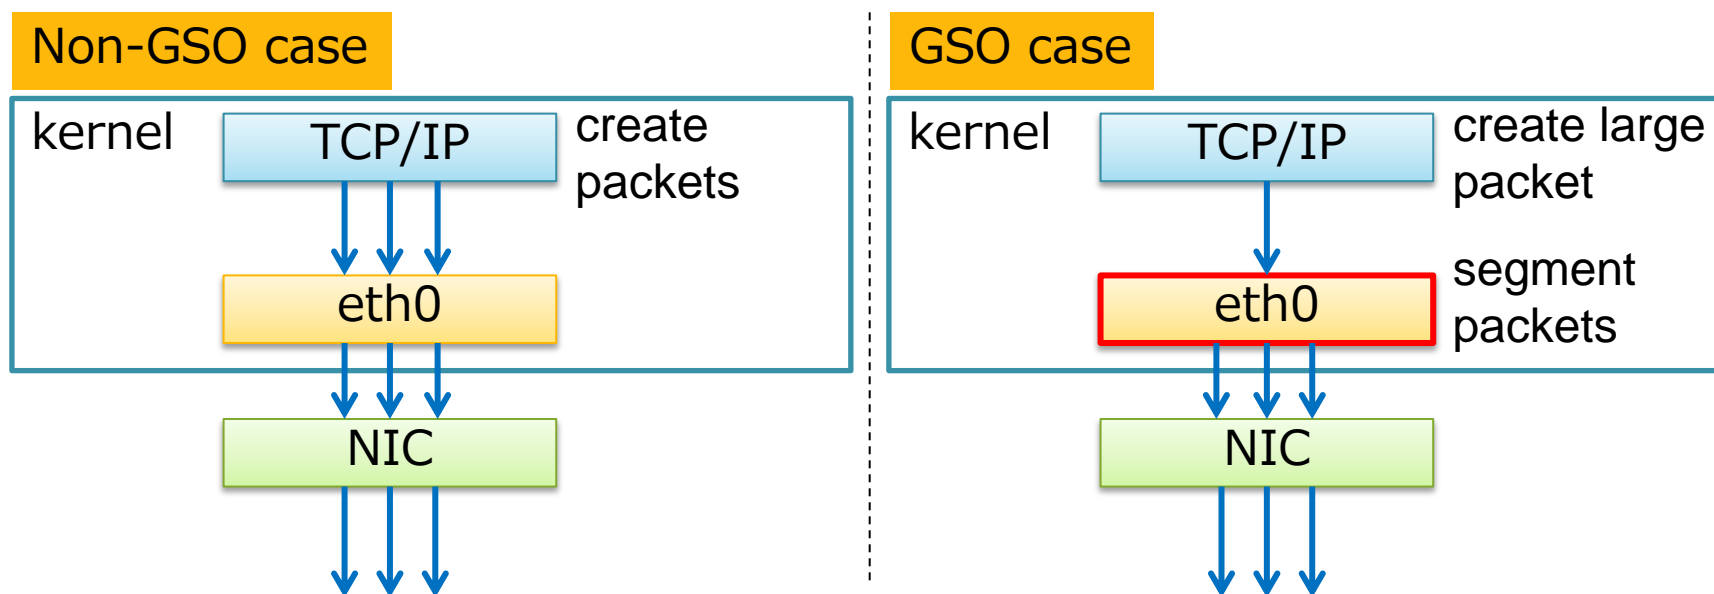 Non-GSO case
kernel
TCP/IP
create
packets
eth0
NIC
GSO case
kernel
TCP/IP
create large
packet
eth0
segment
packets
NIC